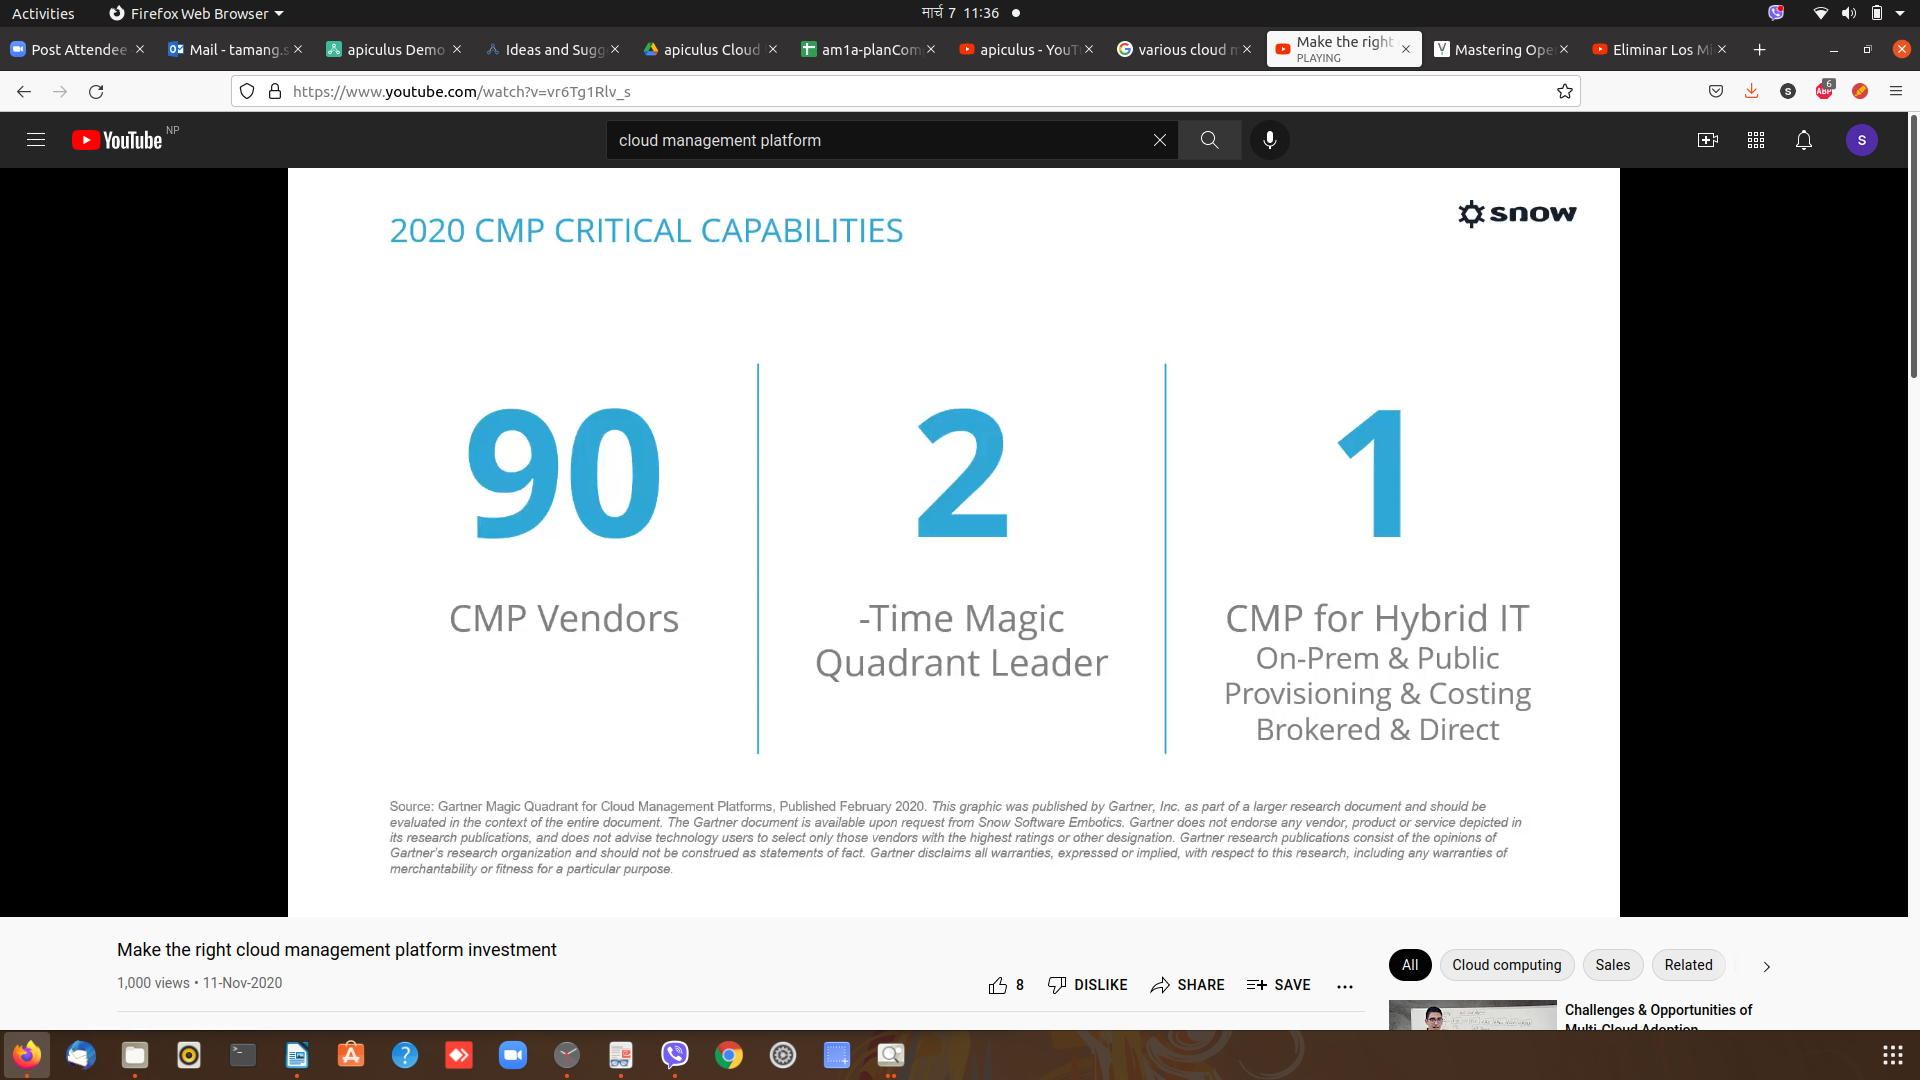 Activities
Firefox Web Browser
मार्च 7 11:36
Post Attendee
Mail - tamang.s
apiculus Demo
Ideas and Sugg
apiculus Cloud
am1a-planCom
apiculus - YouT
various cloud m
Make the right
PLAYING
Mastering Ope
Eliminar Los Mi
https://www.youtube.com/watch?v=vr6Tg1Rlv_s
S
ABP
6
YouTube NP
cloud management platform
S
2020 CMP CRITICAL CAPABILITIES
snow
90
CMP Vendors
2
-Time Magic
Quadrant Leader
1
CMP for Hybrid IT
On-Prem & Public
Provisioning & Costing
Brokered & Direct
Source: Gartner Magic Quadrant for Cloud Management Platforms, Published February 2020. This graphic was published by Gartner, Inc. as part of a larger research document and should be
evaluated in the context of the entire document. The Gartner document is available upon request from Snow Software Embotics. Gartner does not endorse any vendor, product or service depicted in
its research publications, and does not advise technology users to select only those vendors with the highest ratings or other designation. Gartner research publications consist of the opinions of
Gartner's research organization and should not be construed as statements of fact. Gartner disclaims all warranties, expressed or implied, with respect to this research, including any warranties of
merchantability or fitness for a particular purpose.
Make the right cloud management platform investment
1,000 views • 11-Nov-2020
8
DISLIKE
SHARE
SAVE
All
Cloud computing
Sales
Related
Challenges & Opportunities of
Multi-Cloud Adoption